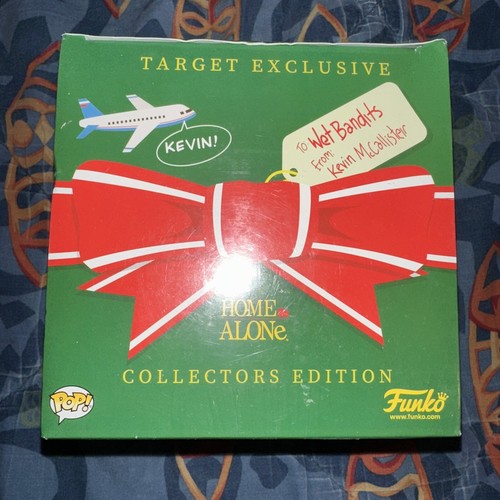 TARGET EXCLUSIVE
KEVIN!
To Wet Bandits
From Kevin McCallister
HOME
ALONe
COLLECTORS EDITION
POP!
Funko
www.funko.com